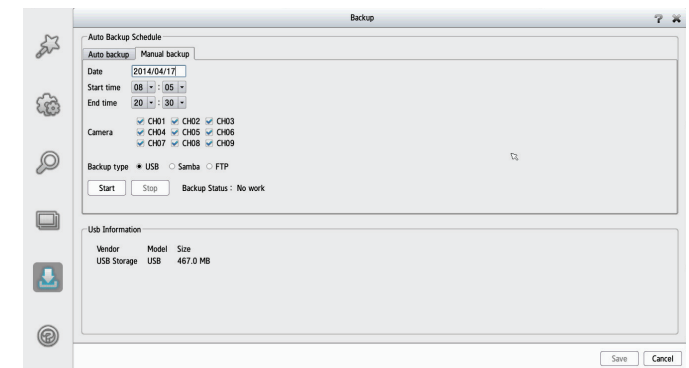 Backup
Auto Backup Schedule
Auto backup Manual backup
Date 2014/04/17
Start time 08 : 05
End time 20 : 30
CH01 CH02 CH03
Camera CH04 CH05 CH06
CH07 CH08 CH09
Backup type USB Samba FTP
Start Stop Backup Status : No work
Usb Information
Vendor Model Size
USB Storage USB 467.0 MB
Save Cancel